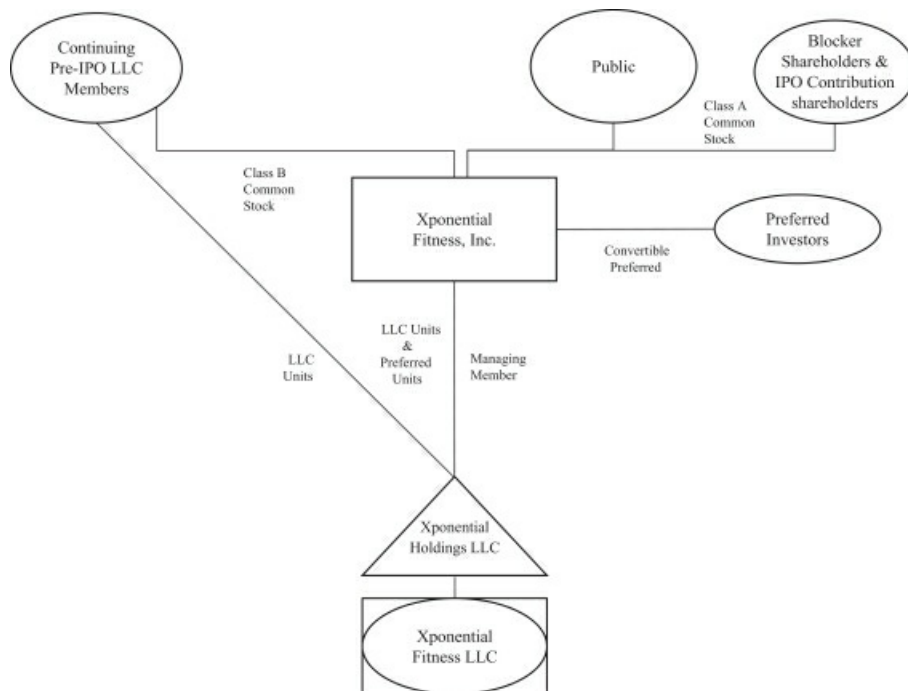 Continuing
Pre-IPO LLC
Members
Public
Blocker
Shareholders &
IPO Contribution
shareholders
Class A
Common
Stock
Class B
Common
Stock
Xponential
Fitness, Inc.
Preferred
Investors
Convertible
Preferred
LLC Units
&
Preferred
Units
Managing
Member
LLC
Units
Xponential
Holdings LLC
Xponential
Fitness LLC